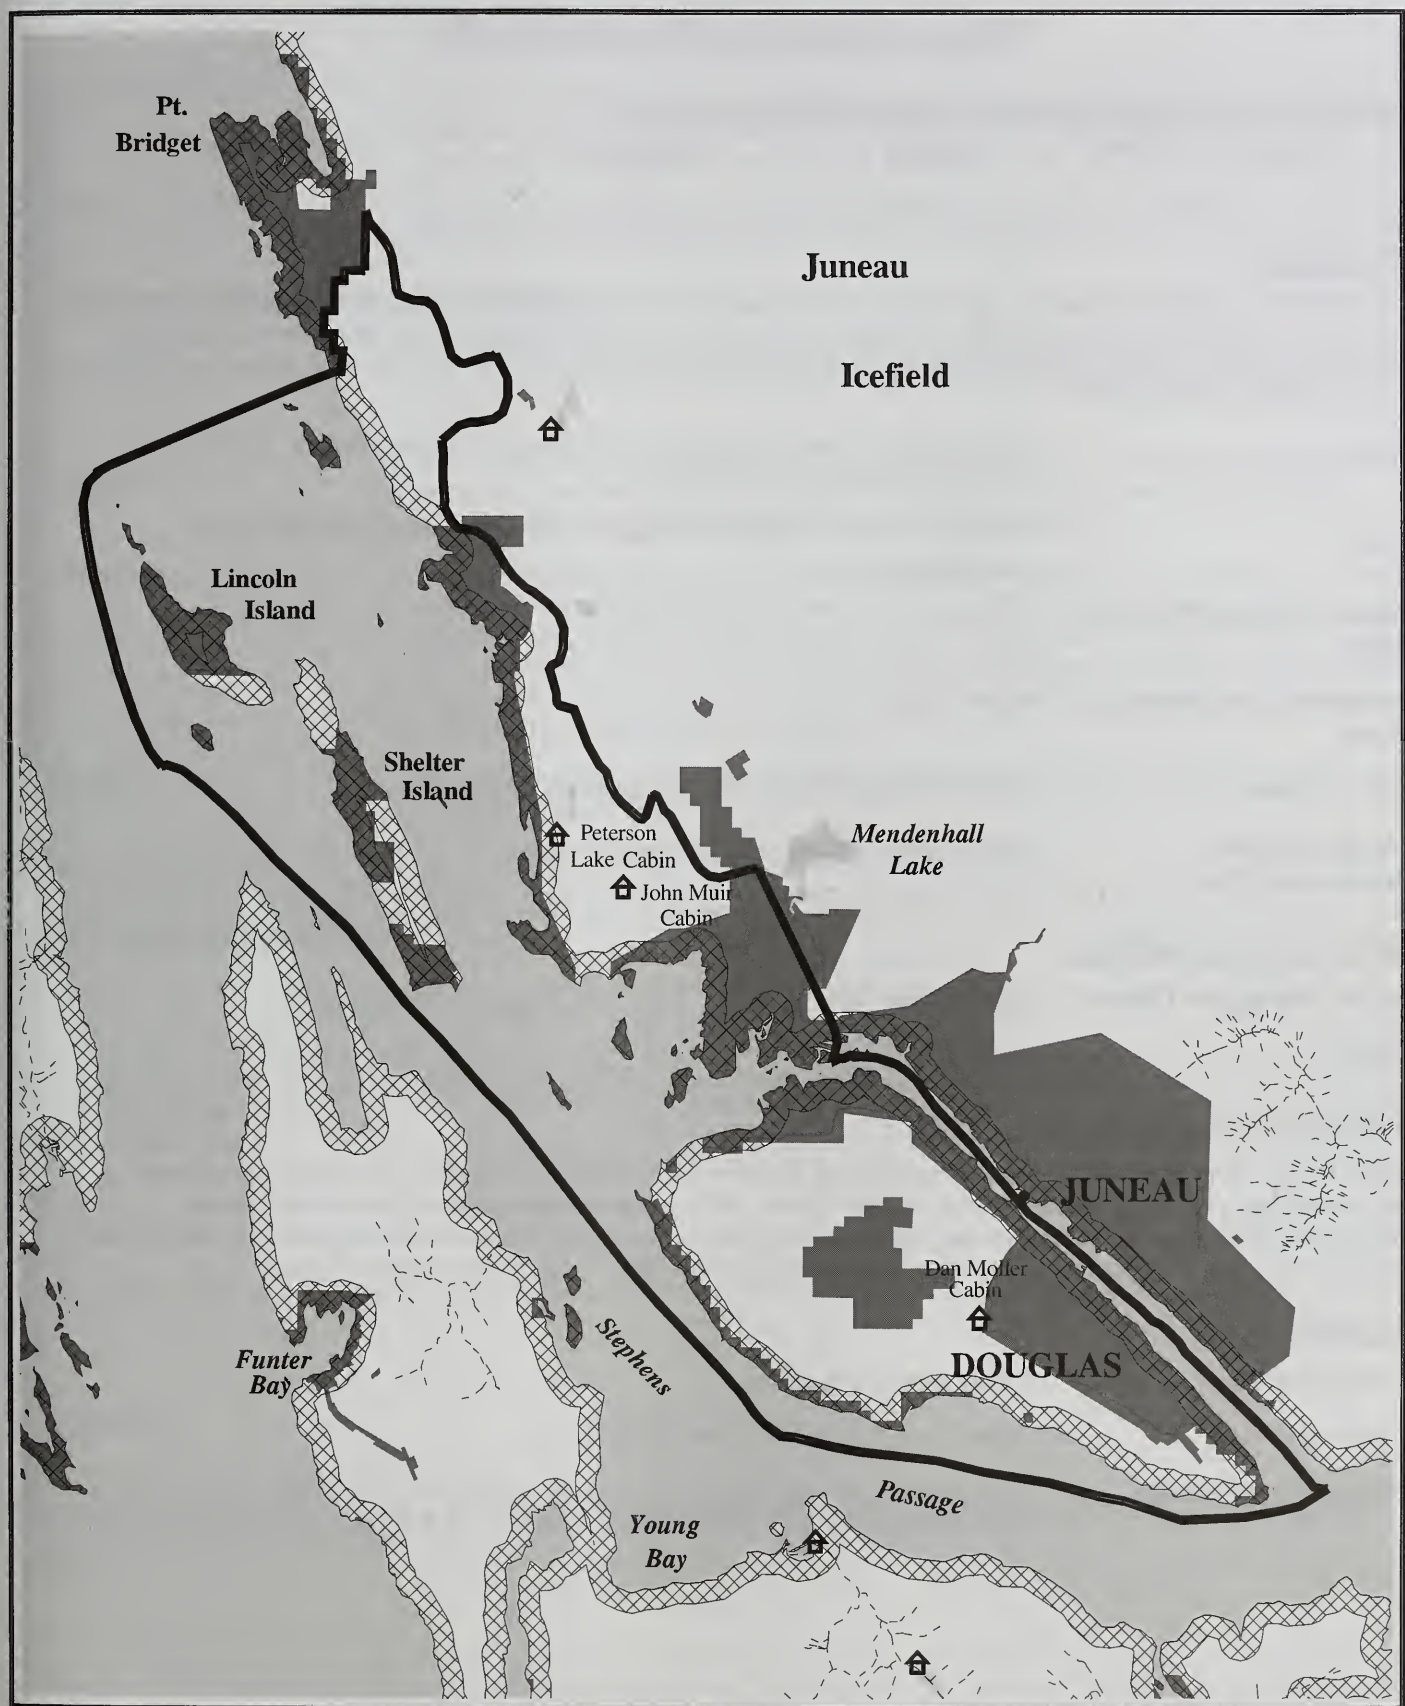 Pt.
Bridget
Juneau
Icefield
Lincoln
Island
Shelter
Island
Peterson
Lake Cabin
John Muir
Cabin
Mendenhall
Lake
JUNEAU
Dan Moller
Cabin
DOUGLAS
Stephens
Passage
Funter
Bay
Young
Bay